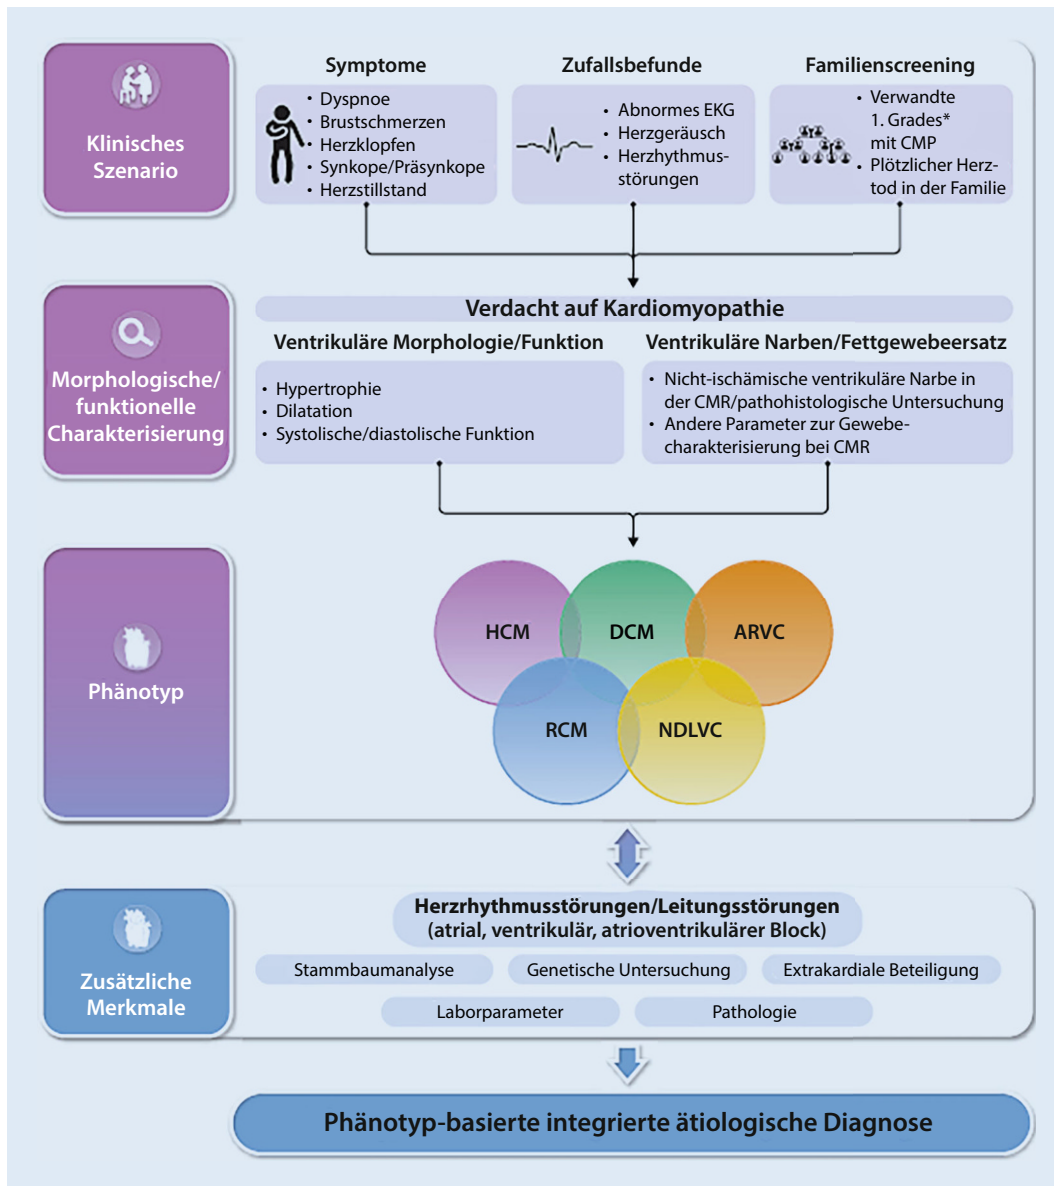 Klinisches
Szenario
Symptome
• Dyspnoe
• Brustschmerzen
• Herzklopfen
• Synkope/Präsynkope
• Herzstillstand
Zufallsbefunde
• Abnormes EKG
• Herzgeräusch
• Herzhythmus-
störungen
Familienscreening
• Verwandte
1. Grades*
mit CMP
• Plötzlicher Herz-
tod in der Familie
Morphologische/
funktionelle
Charakterisierung
Verdacht auf Kardiomyopathie
Ventrikuläre Morphologie/Funktion
• Hypertrophie
• Dilatation
• Systolische/diastolische Funktion
Ventrikuläre Narben/Fettgewebeersatz
• Nicht-ischämische ventrikuläre Narbe in
der CMR/pathohistologische Untersuchung
• Andere Parameter zur Gewebe-
charakterisierung bei CMR
Phänotyp
HCM
DCM
ARVC
RCM
NDLVC
Zusätzliche
Merkmale
Herzrhythmusstörungen/Leitungsstörungen
(atrial, ventrikulär, atrioventrikulärer Block)
Stammbaumanalyse
Genetische Untersuchung
Extrakardiale Beteiligung
Laborparameter
Pathologie
Phänotyp-basierte integrierte ätiologische Diagnose